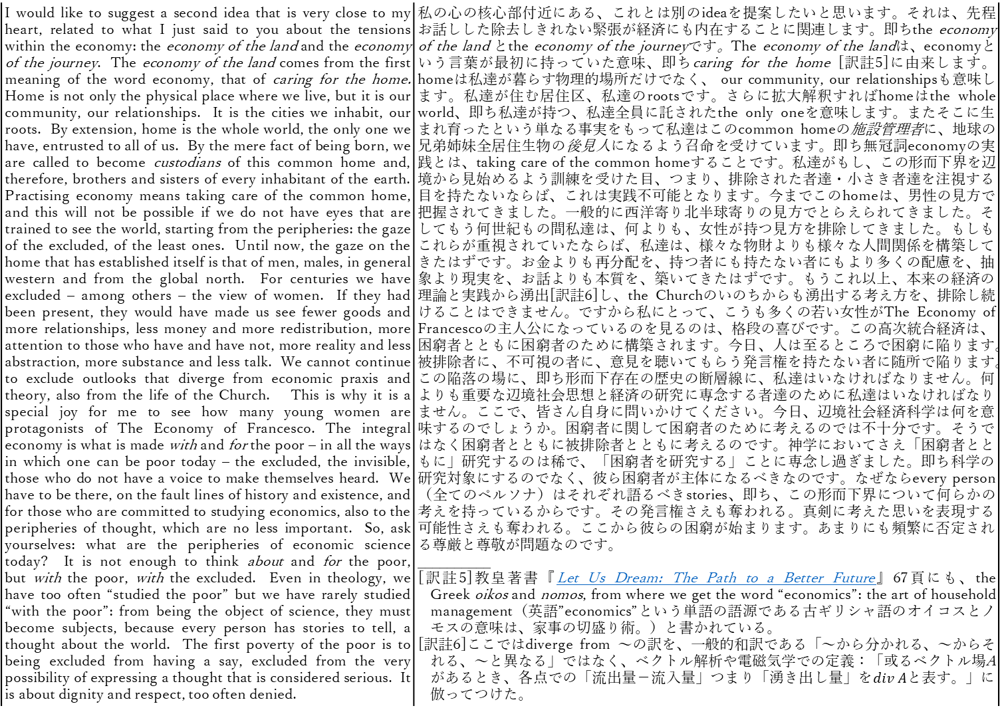 I would like to suggest a second idea that is very close to my
heart, related to what I just said to you about the tensions
within the economy: the economy of the land and the economy
of the journey. The economy of the land comes from the first
meaning of the word economy, that of caring for the home.
Home is not only the physical place where we live, but it is our
community, our relationships. It is the cities we inhabit, our
roots. By extension, home is the whole world, the only one we
have, entrusted to all of us. By the mere fact of being born, we
are called to become custodians of this common home and,
therefore, brothers and sisters of every inhabitant of the earth.
Practising economy means taking care of the common home,
and this will not be possible if we do not have eyes that are
trained to see the world, starting from the peripheries: the gaze
of the excluded, of the least ones. Until now, the gaze on the
home that has established itself is that of men, males, in general
western and from the global north. For centuries we have
excluded – among others – the view of women. If they had
been present, they would have made us see fewer goods and
more relationships, less money and more redistribution, more
attention to those who have and have not, more reality and less
abstraction, more substance and less talk. We cannot continue
to exclude outlooks that diverge from economic praxis and
theory, also from the life of the Church. This is why it is a
special joy for me to see how many young women are
protagonists of The Economy of Francesco. The integral
economy is what is made with and for the poor – in all the ways
in which one can be poor today – the excluded, the invisible,
those who do not have a voice to make themselves heard. We
have to be there, on the fault lines of history and existence, and
for those who are committed to studying economics, also to the
peripheries of thought, which are no less important. So, ask
yourselves: what are the peripheries of economic science
today? It is not enough to think about and for the poor,
but with the poor, with the excluded. Even in theology, we
have too often “studied the poor” but we have rarely studied
“with the poor”: from being the object of science, they must
become subjects, because every person has stories to tell, a
thought about the world. The first poverty of the poor is to
being excluded from having a say, excluded from the very
possibility of expressing a thought that is considered serious. It
is about dignity and respect, too often denied.
私の心の核心部付近にある、これとは別のideaを提案したいと思います。それは、先程
お話しした除去しきれない緊張が経済にも内在することに関連します。即ちthe economy
of the land とthe economy of the journeyです。The economy of the landは、economyと
いう言葉が最初に持っていた意味、即ちcaring for the home [訳註5]に由来します。
homeは私達が暮らす物理的場所だけでなく、 our community, our relationshipsも意味し
ます。私達が住む居住区、私達のrootsです。さらに拡大解釈すればhomeはthe whole
world、即ち私達が持つ、私達全員に託されたthe only oneを意味します。またそこに生
まれ育ったという単なる事実をもって私達はこのcommon homeの施設管理者に、地球の
兄弟姉妹全居住生物の後見人になるよう召命を受けています。即ち無冠詞economyの実
践とは、taking care of the common homeすることです。私達がもし、この形而下界を辺
境から見始めるよう訓練を受けた目、つまり、排除された者達・小さき者達を注視する
目を持たないならば、これは実践不可能となります。今までこのhomeは、男性の見方で
把握されてきました。一般的に西洋寄り北半球寄りの見方でとらえられてきました。そ
してもう何世紀もの間私達は、何よりも、女性が持つ見方を排除してきました。もしも
これらが重視されていたならば、私達は、様々な物財よりも様々な人間関係を構築して
きたはずです。お金よりも再分配を、持つ者にも持たない者にもより多くの配慮を、抽
象より現実を、お話よりも本質を、築いてきたはずです。もうこれ以上、本来の経済の
理論と実践から湧出[訳註6]し、the Churchのいのちからも湧出する考え方を、排除し続
けることはできません。ですから私にとって、こうも多くの若い女性がThe Economy of
Francescoの主人公になっているのを見るのは、格段の喜びです。この高次統合経済は、
困窮者とともに困窮者のために構築されます。今日、人は至るところで困窮に陥ります。
被排除者に、不可視の者に、意見を聴いてもらう発言権を持たない者に随所で陥ります。
この陥落の場に、即ち形而下存在の歴史の断層線に、私達はいなければなりません。何
よりも重要な辺境社会思想と経済の研究に専念する者達のために私達はいなければなり
ません。ここで、皆さん自身に問いかけてください。今日、辺境社会経済科学は何を意
味するのでしょうか。困窮者に関して困窮者のために考えるのでは不十分です。そうで
はなく困窮者とともに被排除者とともに考えるのです。神学においてさえ「困窮者とと
もに」研究するのは稀で、「困窮者を研究する」ことに専念し過ぎました。即ち科学の
研究対象にするのでなく、彼ら困窮者が主体になるべきなのです。なぜならevery person
（全てのペルソナ）はそれぞれ語るべきstories、即ち、この形而下界について何らかの
考えを持っているからです。その発言権さえも奪われる。真剣に考えた思いを表現する
可能性さえも奪われる。ここから彼らの困窮が始まります。あまりにも頻繁に否定され
る尊厳と尊敬が問題なのです。
[訳註5]教皇著書『Let Us Dream: The Path to a Better Future』67頁にも、the
Greek oikos and nomos, from where we get the word “economics”: the art of household
management（英語”economics”という単語の語源である古ギリシャ語のオイコスとノ
モスの意味は、家事の切盛り術。）と書かれている。
[訳註6]ここではdiverge from ～の訳を、一般的和訳である「～から分かれる、～からそ
れる、～と異なる」ではなく、ベクトル解析や電磁気学での定義：「或るベクトル場A
があるとき、各点での「流出量－流入量」つまり「湧き出し量」をdiv Aと表す。」に
倣ってつけた。